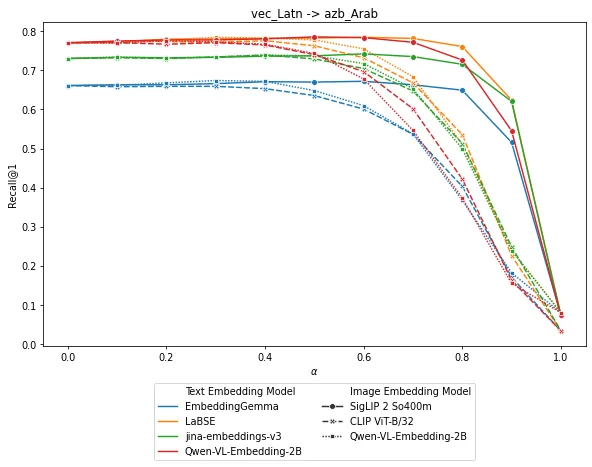 vec_Latn -> azb_Arab
Recall@1
0.8
0.7
0.6
0.5
0.4
0.3
0.2
0.1
0.0
0.0 0.2 0.4 0.6 0.8 1.0
α
Text Embedding Model
EmbeddingGemma
LaBSE
jina-embeddings-v3
Qwen-VL-Embedding-2B
Image Embedding Model
SigLIP 2 So400m
CLIP ViT-B/32
Qwen-VL-Embedding-2B